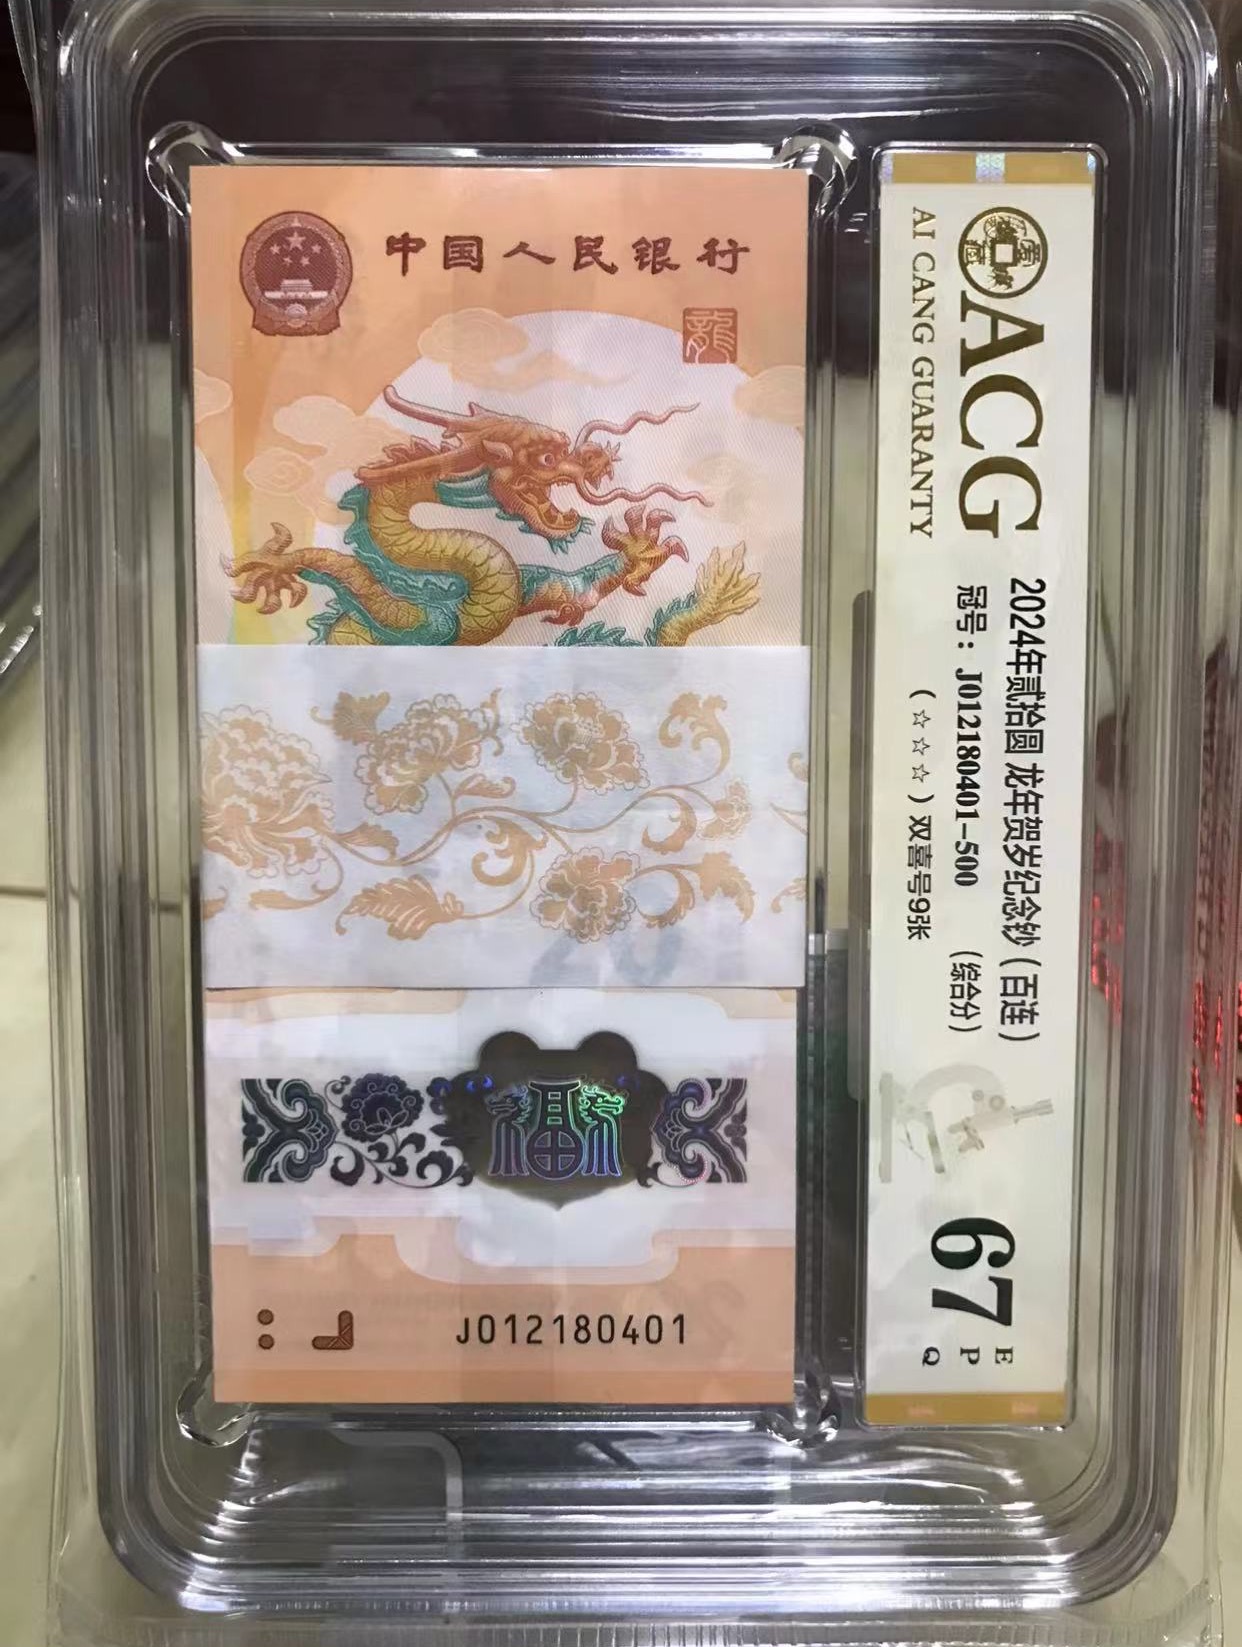 中国人民银行
龍
福
J012180401
ACG
AI CANG GUARANTY
2024年贰拾圆 龙年贺岁纪念钞（百连）
冠号：J012180401-500 （综合分）
（☆☆☆）双喜号9张
67
E
P
Q